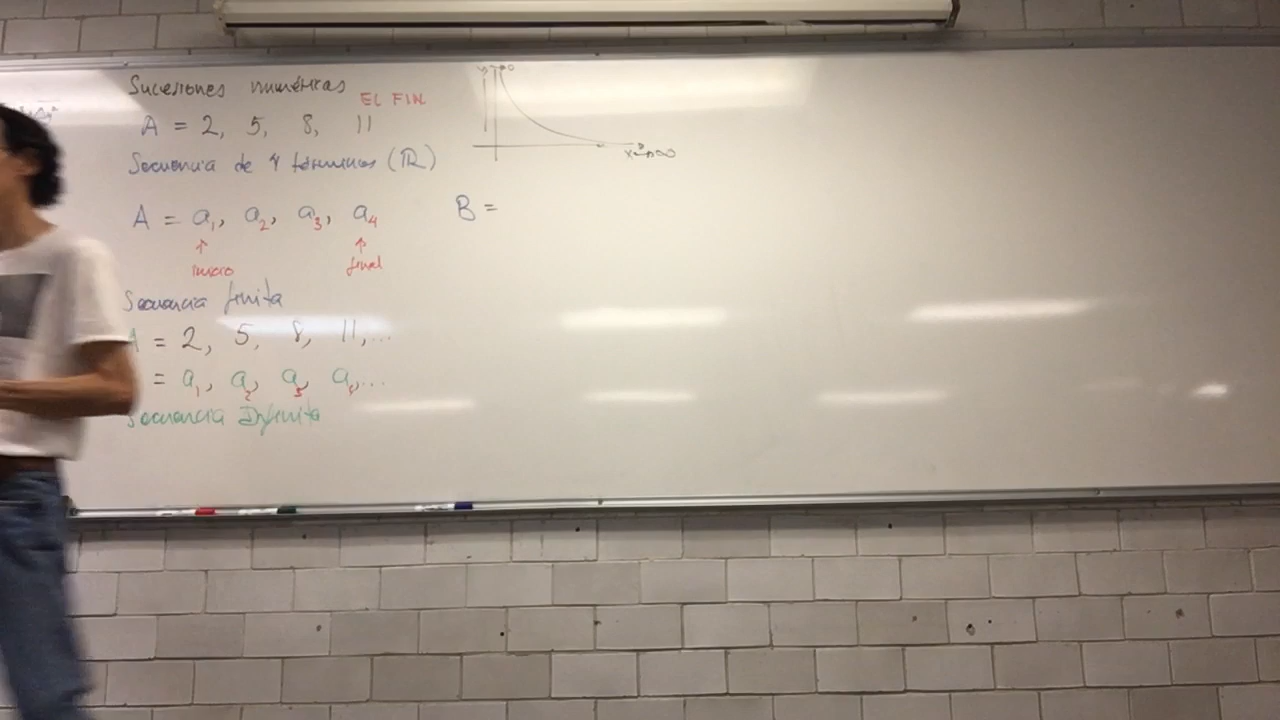 Sucesiones numéricas
EL FIN
A = 2, 5, 8, 11
Secuencia de 4 términos (ℝ)
A = a₁, a₂, a₃, a₄
↑ ↑
inicio final
Secuencia finita
A = 2, 5, 8, 11, ...
= a₁, a₂, a₃, a₄, ...
Secuencia Infinita
y→∞
x→∞
B =